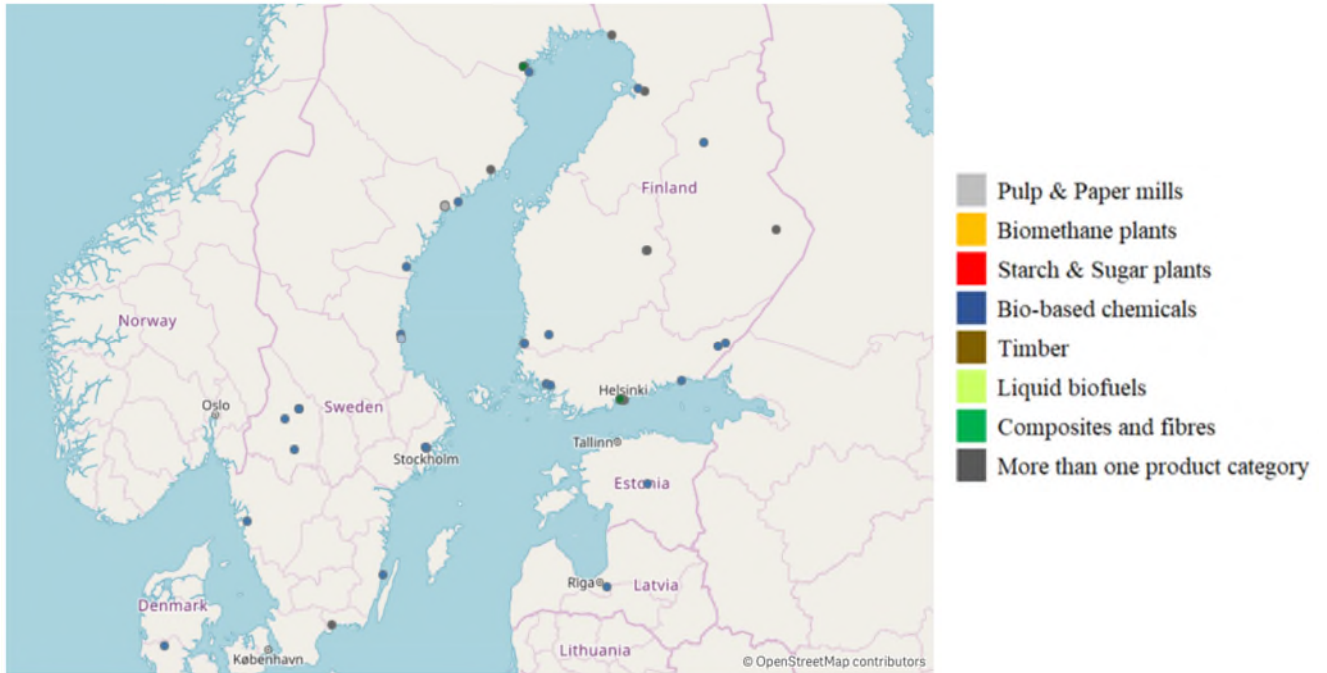 Finland
Norway
Oslo
Sweden
Helsinki
Stockholm
Tallinn
Estonia
Riga
Latvia
Denmark
København
Lithuania
© OpenStreetMap contributors
Pulp & Paper mills
Biomethane plants
Starch & Sugar plants
Bio-based chemicals
Timber
Liquid biofuels
Composites and fibres
More than one product category